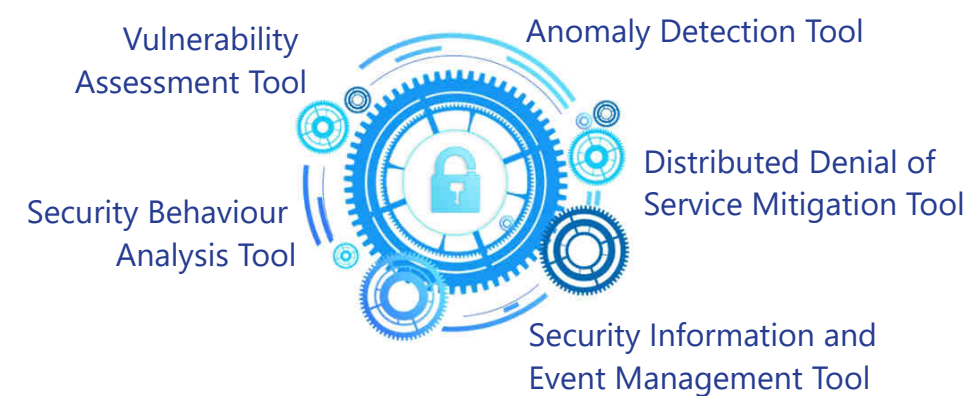 Vulnerability
Assessment Tool
Anomaly Detection Tool
Distributed Denial of
Service Mitigation Tool
Security Behaviour
Analysis Tool
Security Information and
Event Management Tool